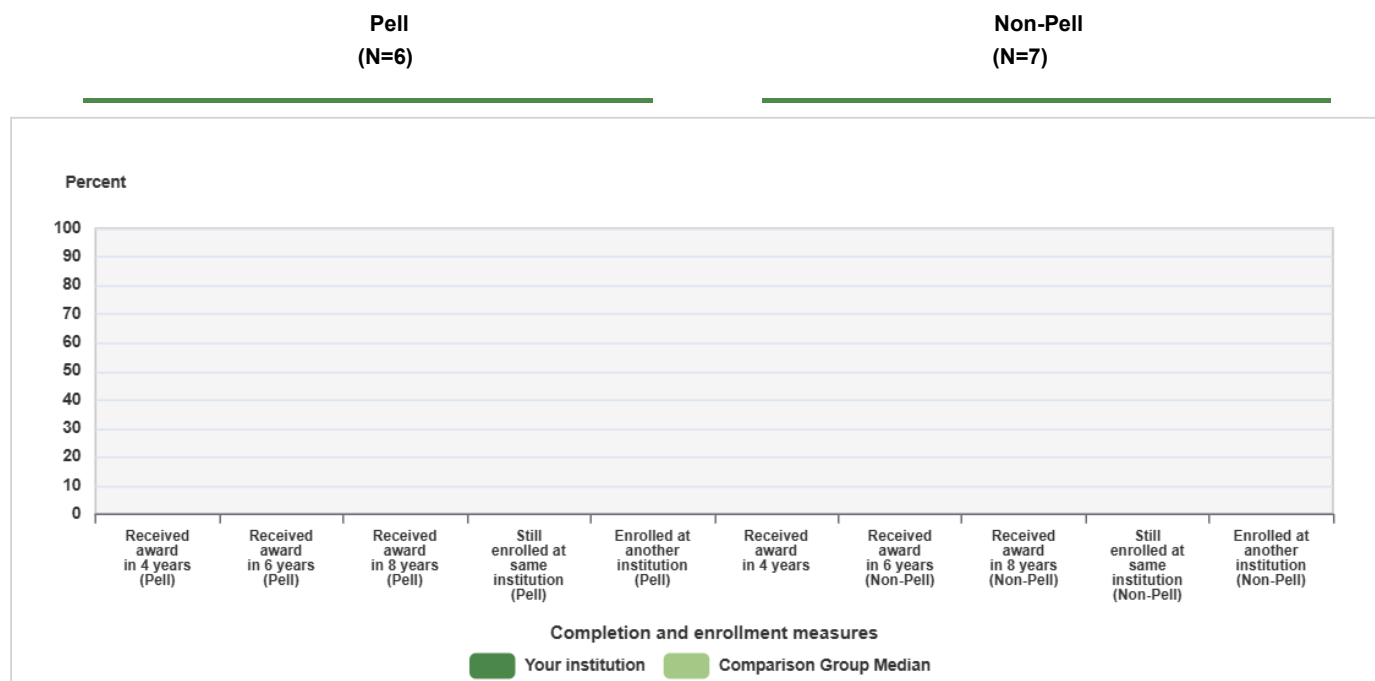 Pell
(N=6)
Non-Pell
(N=7)
Percent
100
90
80
70
60
50
40
30
20
10
0
Received
award
in 4 years
(Pell)
Received
award
in 6 years
(Pell)
Received
award
in 8 years
(Pell)
Still
enrolled at
same
institution
(Pell)
Enrolled at
another
institution
(Pell)
Received
award
in 4 years
Received
award
in 6 years
(Non-Pell)
Received
award
in 8 years
(Non-Pell)
Still
enrolled at
same
institution
(Non-Pell)
Enrolled at
another
institution
(Non-Pell)
Completion and enrollment measures
Your institution
Comparison Group Median